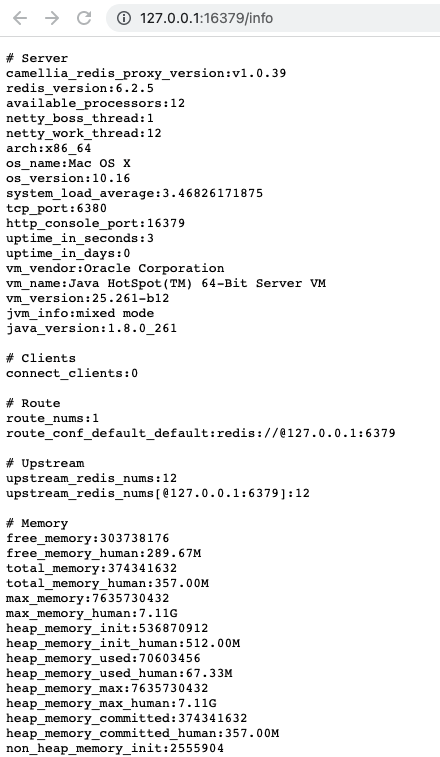 127.0.0.1:16379/info
# Server
camellia_redis_proxy_version:v1.0.39
redis_version:6.2.5
available_processors:12
netty_boss_thread:1
netty_work_thread:12
arch:x86_64
os_name:Mac OS X
os_version:10.16
system_load_average:3.46826171875
tcp_port:6380
http_console_port:16379
uptime_in_seconds:3
uptime_in_days:0
vm_vendor:Oracle Corporation
vm_name:Java HotSpot(TM) 64-Bit Server VM
vm_version:25.261-b12
jvm_info:mixed mode
java_version:1.8.0_261
# Clients
connect_clients:0
# Route
route_nums:1
route_conf_default_default:redis://@127.0.0.1:6379
# Upstream
upstream_redis_nums:12
upstream_redis_nums[@127.0.0.1:6379]:12
# Memory
free_memory:303738176
free_memory_human:289.67M
total_memory:374341632
total_memory_human:357.00M
max_memory:7635730432
max_memory_human:7.11G
heap_memory_init:536870912
heap_memory_init_human:512.00M
heap_memory_used:70603456
heap_memory_used_human:67.33M
heap_memory_max:7635730432
heap_memory_max_human:7.11G
heap_memory_committed:374341632
heap_memory_committed_human:357.00M
non_heap_memory_init:2555904